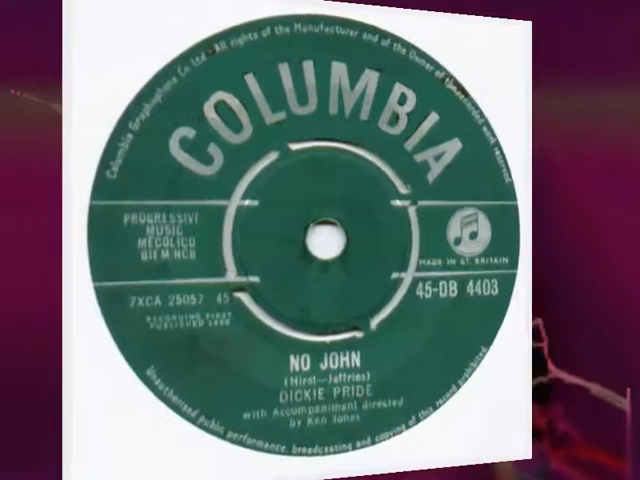 Columbia Graphophone Co. Ltd · All rights of the Manufacturer and of the Owner of the recorded work reserved
COLUMBIA
PROGRESSIVE
MUSIC
MECOLICO
BIEM NCB
MADE IN GT. BRITAIN
7XCA 25057 45
45-DB 4403
RECORDING FIRST
PUBLISHED 1960
NO JOHN
(Hirst—Jeffries)
DICKIE PRIDE
with Accompaniment directed
by Ken Jones
Unauthorised public performance, broadcasting and copying of this record prohibited